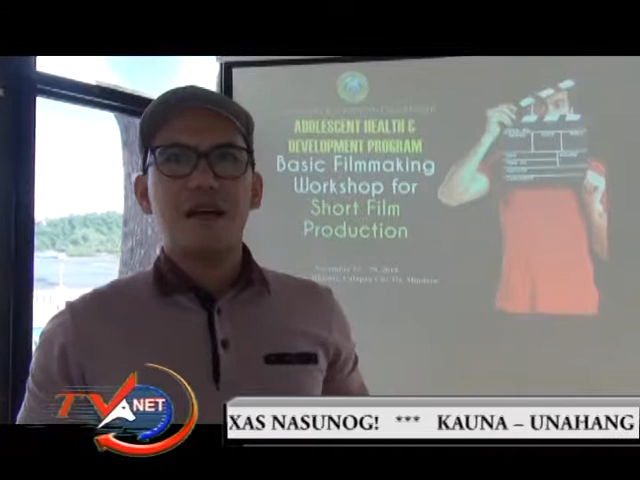 ADOLESCENT HEALTH &
DEVELOPMENT PROGRAM
Basic Filmmaking
Workshop for
Short Film
Production
TV NET
XAS NASUNOG! *** KAUNA – UNAHANG